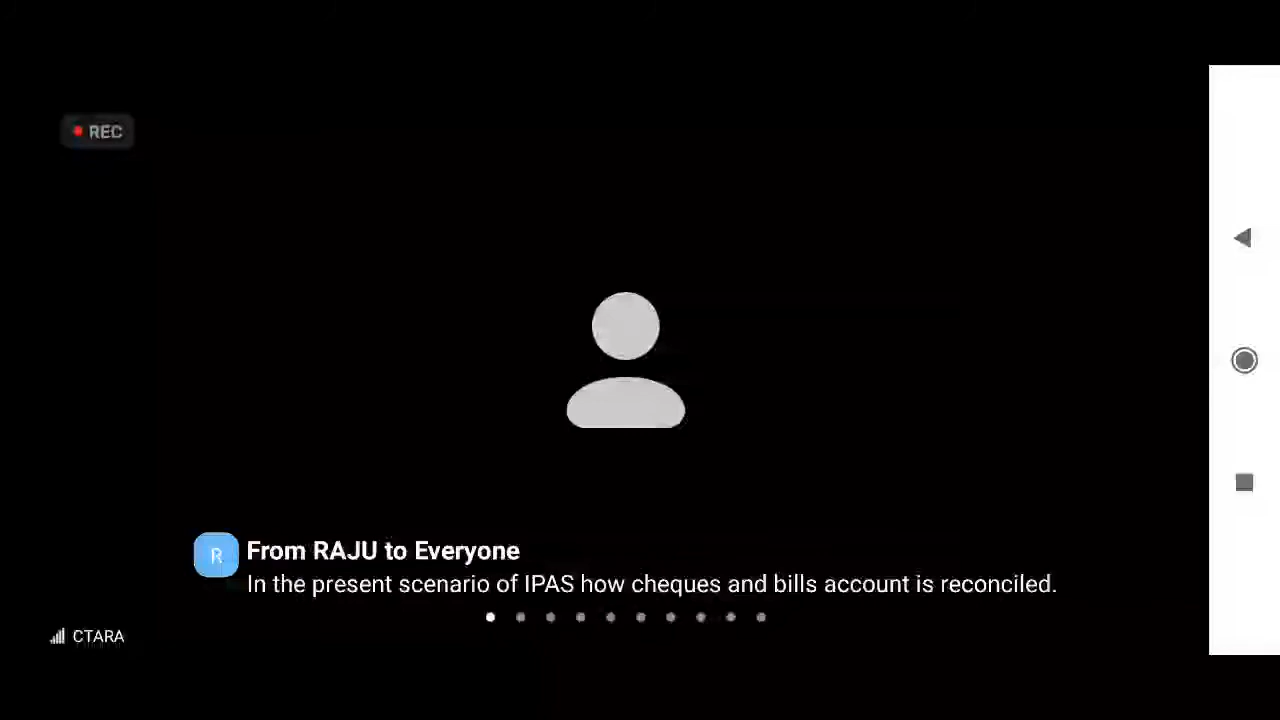 REC
R
From RAJU to Everyone
In the present scenario of IPAS how cheques and bills account is reconciled.
CTARA